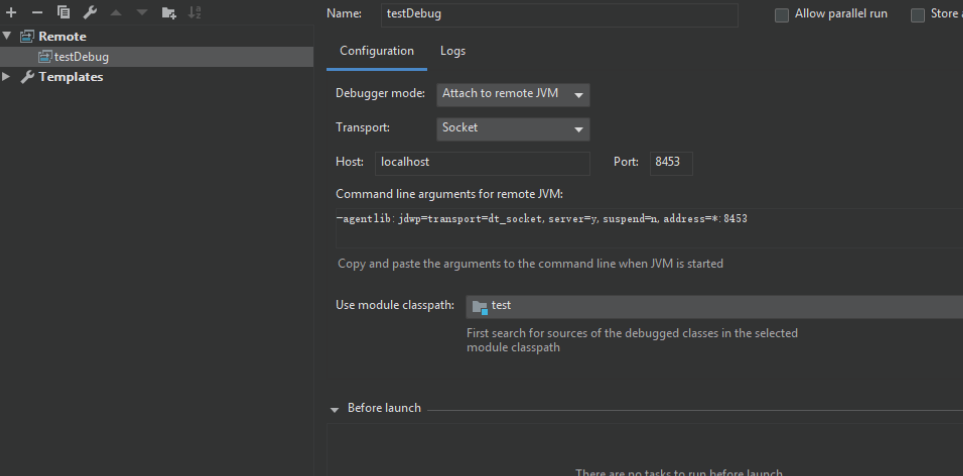 Name: testDebug Allow parallel run Store
Remote
testDebug
Templates
Configuration Logs
Debugger mode: Attach to remote JVM
Transport: Socket
Host: localhost Port: 8453
Command line arguments for remote JVM:
-agentlib:jdwp=transport=dt_socket,server=y,suspend=n,address=*:8453
Copy and paste the arguments to the command line when JVM is started
Use module classpath: test
First search for sources of the debugged classes in the selected
module classpath
Before launch
There are no tasks to run before launch